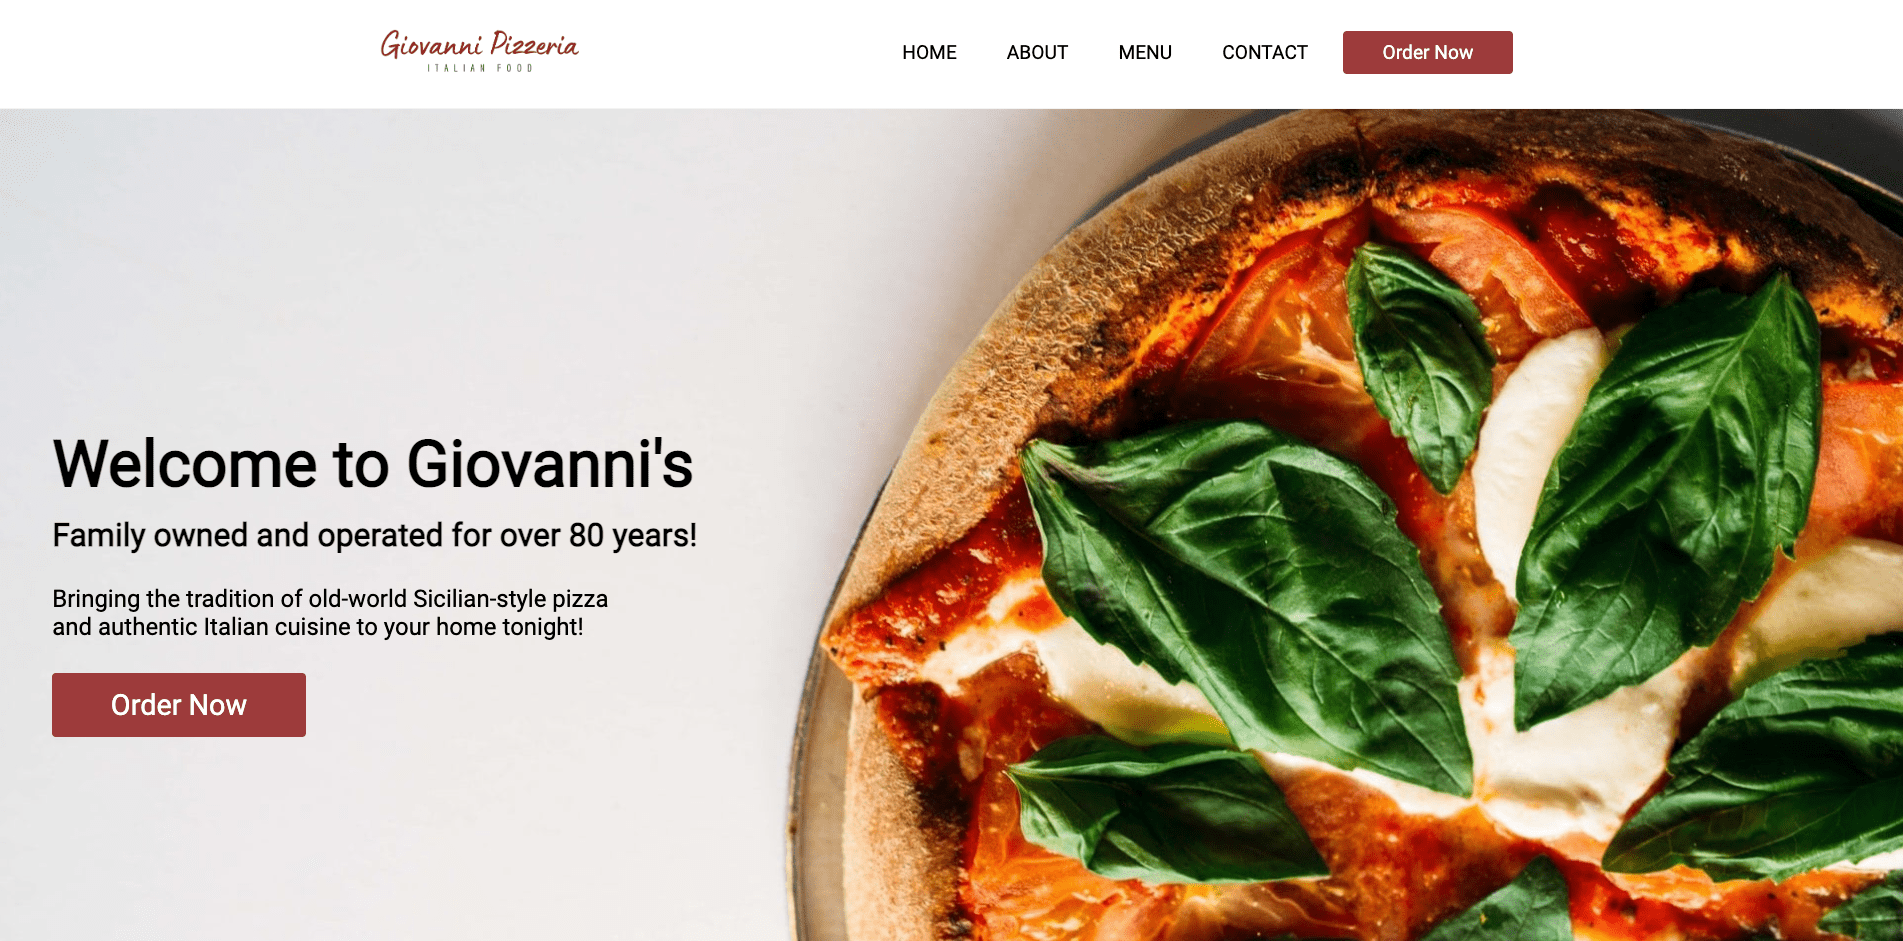 Giovanni Pizzeria
ITALIAN FOOD
HOME ABOUT MENU CONTACT Order Now
Welcome to Giovanni's
Family owned and operated for over 80 years!
Bringing the tradition of old-world Sicilian-style pizza
and authentic Italian cuisine to your home tonight!
Order Now